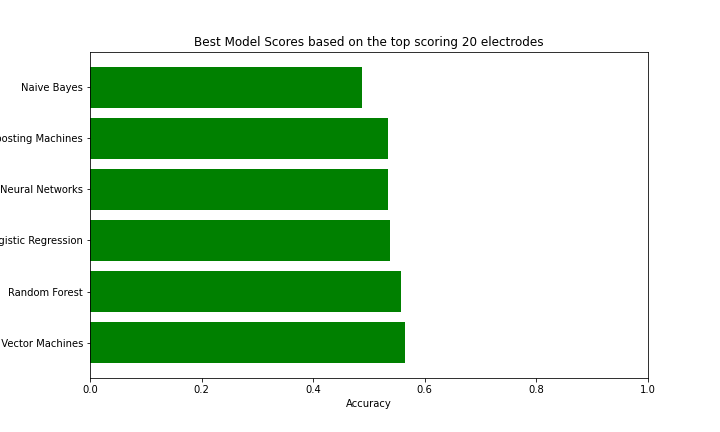 Best Model Scores based on the top scoring 20 electrodes
Naive Bayes
osting Machines
Neural Networks
gistic Regression
Random Forest
Vector Machines
0.0 0.2 0.4 0.6 0.8 1.0
Accuracy